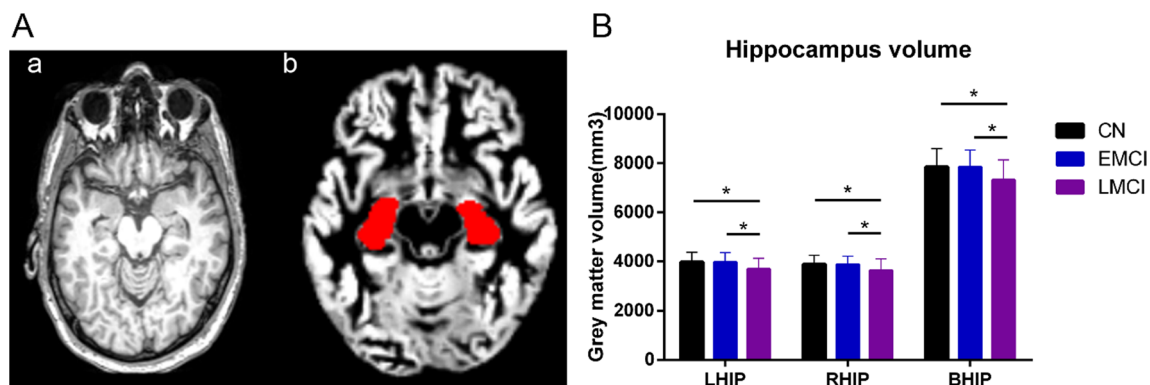 A
a
b
B
Hippocampus volume
Grey matter volume(mm3)
10000
8000
6000
4000
2000
0
*
*
*
*
*
*
LHIP
RHIP
BHIP
CN
EMCI
LMCI